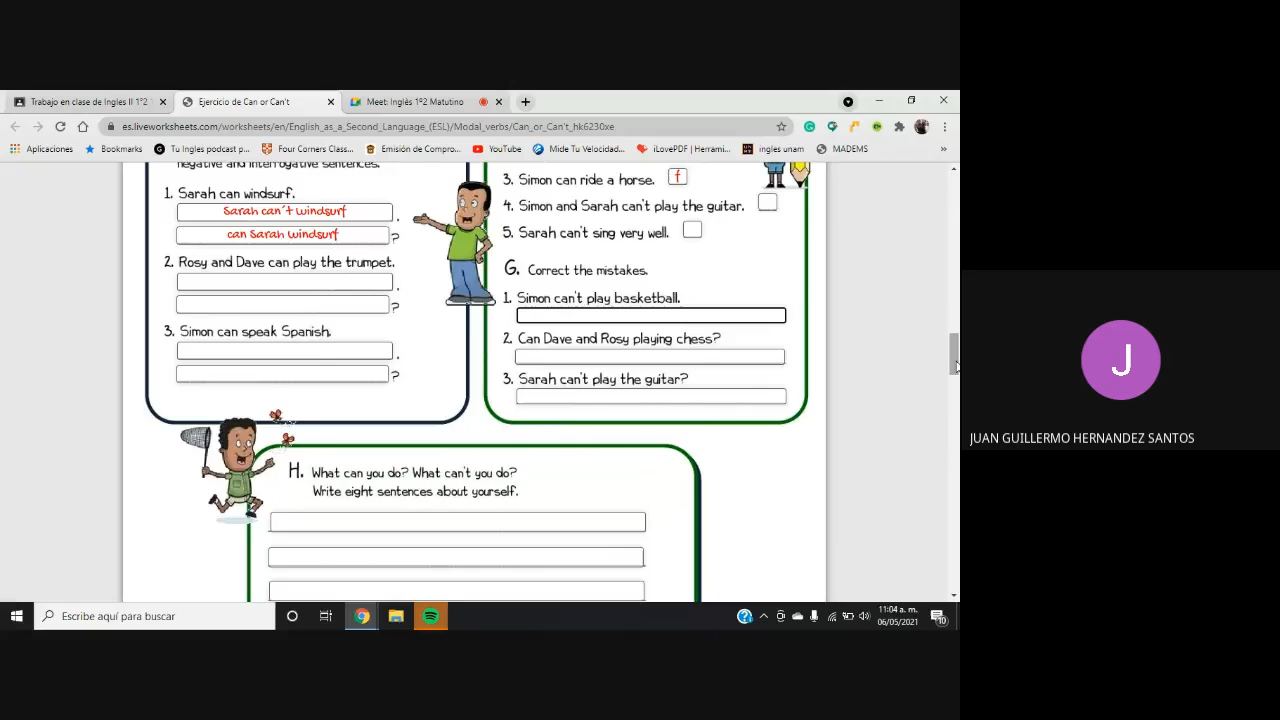 Trabajo en clase de Ingles II 1°2
Ejercicio de Can or Can't
Meet: Inglés 1º2 Matutino
es.liveworksheets.com/worksheets/en/English_as_a_Second_Language_(ESL)/Modal_verbs/Can_or_Can't_hk6230xe
Aplicaciones
Bookmarks
Tu Ingles podcast p...
Four Corners Class...
Emisión de Compro...
YouTube
Mide Tu Velocidad...
iLovePDF | Herrami...
ingles unam
MADEMS
»
negative and interrogative sentences.
1. Sarah can windsurf.
Sarah can´t windsurf .
can Sarah windsurf ?
2. Rosy and Dave can play the trumpet.
.
?
3. Simon can speak Spanish.
.
?
3. Simon can ride a horse. f
4. Simon and Sarah can't play the guitar.
5. Sarah can't sing very well.
G. Correct the mistakes.
1. Simon can't play basketball.
2. Can Dave and Rosy playing chess?
3. Sarah can't play the guitar?
H. What can you do? What can't you do?
Write eight sentences about yourself.
Escribe aquí para buscar
11:04 a. m.
06/05/2021
10
J
JUAN GUILLERMO HERNANDEZ SANTOS